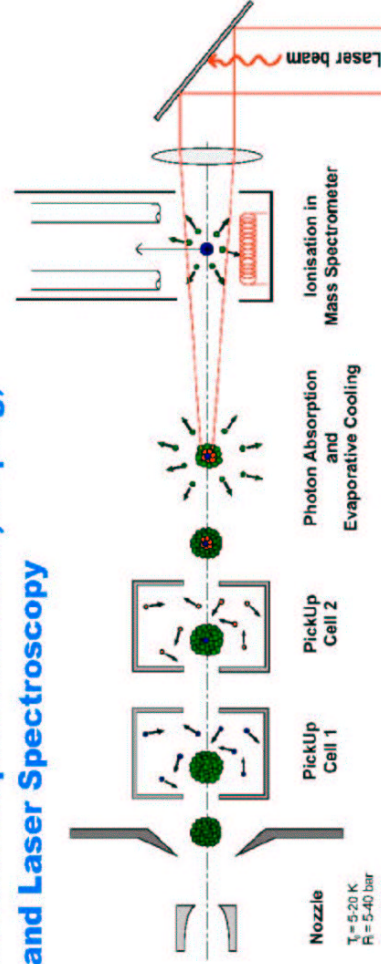 and Laser Spectroscopy
Nozzle
T₀ = 5-20 K
= 5-40 bar
PickUp
Cell 1
PickUp
Cell 2
Photon Absorption
and
Evaporative Cooling
Ionisation in
Mass Spectrometer
Laser beam